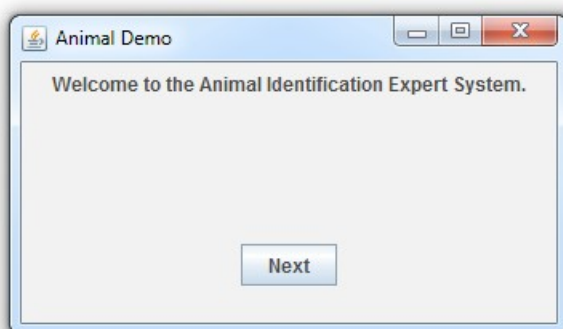 Animal Demo
Welcome to the Animal Identification Expert System.
Next